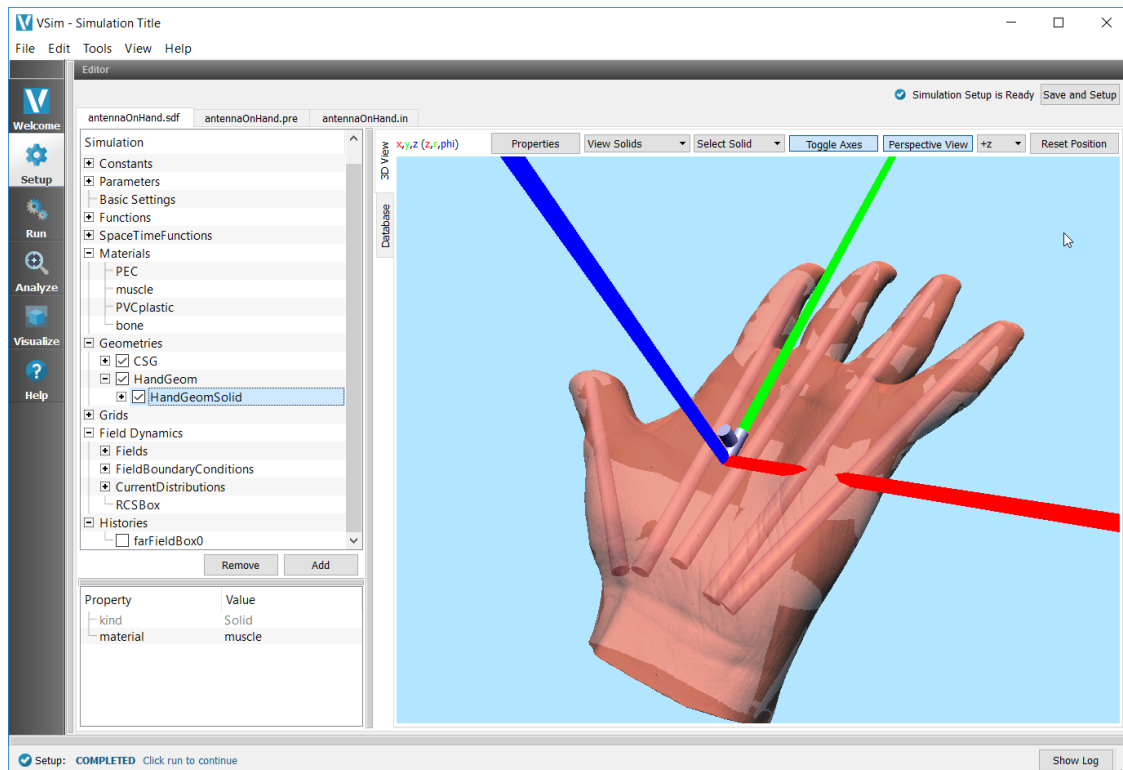 VSim - Simulation Title
File Edit Tools View Help
Editor
Simulation Setup is Ready Save and Setup
Welcome
Setup
Run
Analyze
Visualize
Help
antennaOnHand.sdf antennaOnHand.pre antennaOnHand.in
Simulation
Constants
Parameters
Basic Settings
Functions
SpaceTimeFunctions
Materials
PEC
muscle
PVCplastic
bone
Geometries
CSG
HandGeom
HandGeomSolid
Grids
Field Dynamics
Fields
FieldBoundaryConditions
CurrentDistributions
RCSBox
Histories
farFieldBox0
Remove Add
Property Value
kind Solid
material muscle
3D View
Database
x,y,z (z,r,phi) Properties View Solids Select Solid Toggle Axes Perspective View +z Reset Position
Setup: COMPLETED Click run to continue
Show Log